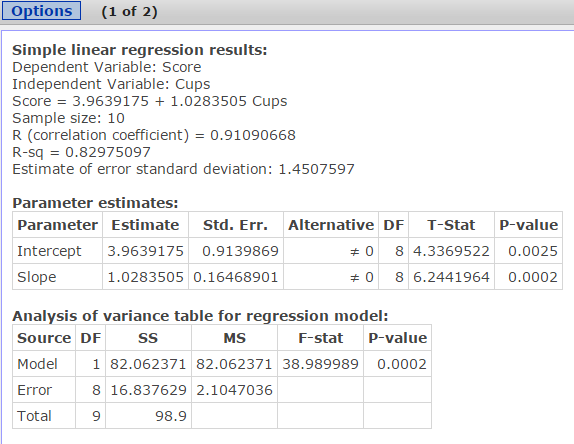 Options (1 of 2)
Simple linear regression results:
Dependent Variable: Score
Independent Variable: Cups
Score = 3.9639175 + 1.0283505 Cups
Sample size: 10
R (correlation coefficient) = 0.91090668
R-sq = 0.82975097
Estimate of error standard deviation: 1.4507597
Parameter estimates:
Parameter Estimate Std. Err. Alternative DF T-Stat P-value
Intercept 3.9639175 0.9139869 ≠ 0 8 4.3369522 0.0025
Slope 1.0283505 0.16468901 ≠ 0 8 6.2441964 0.0002
Analysis of variance table for regression model:
Source DF SS MS F-stat P-value
Model 1 82.062371 82.062371 38.989989 0.0002
Error 8 16.837629 2.1047036
Total 9 98.9